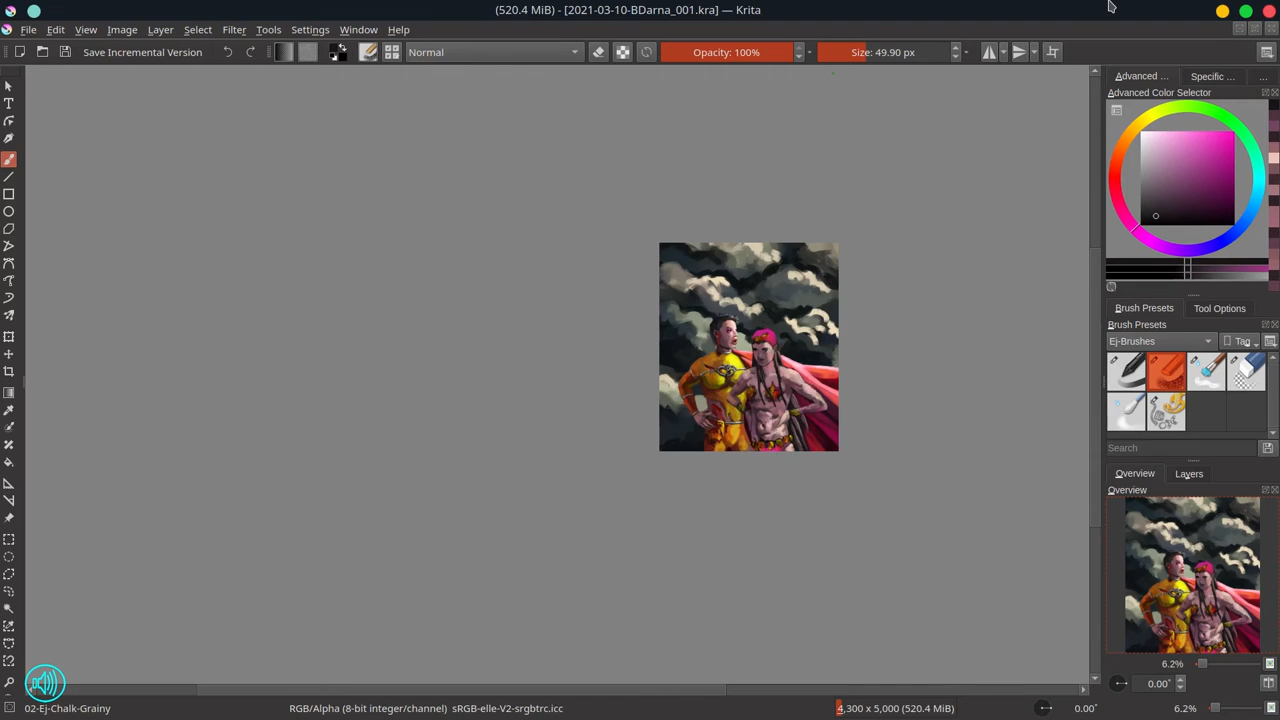 (520.4 MiB) - [2021-03-10-BDarna_001.kra] — Krita
File Edit View Image Layer Select Filter Tools Settings Window Help
Save Incremental Version Normal Opacity: 100% Size: 49.90 px
Advanced ... Specific ... ...
Advanced Color Selector
Brush Presets Tool Options
Brush Presets
Ej-Brushes Tag
Search
Overview Layers
Overview
6.2%
0.00°
02-Ej-Chalk-Grainy RGB/Alpha (8-bit integer/channel) sRGB-elle-V2-srgbtrc.icc 4,300 x 5,000 (520.4 MiB) 0.00° 6.2%